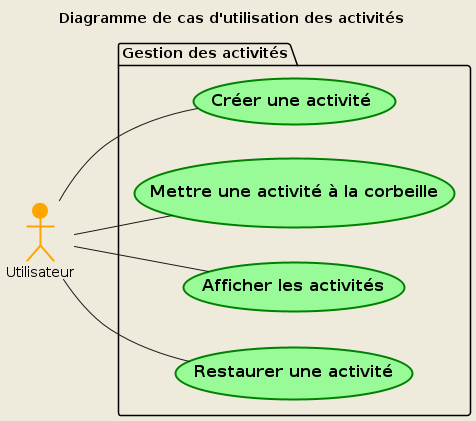 Diagramme de cas d'utilisation des activités
Gestion des activités
Créer une activité
Mettre une activité à la corbeille
Utilisateur
Afficher les activités
Restaurer une activité